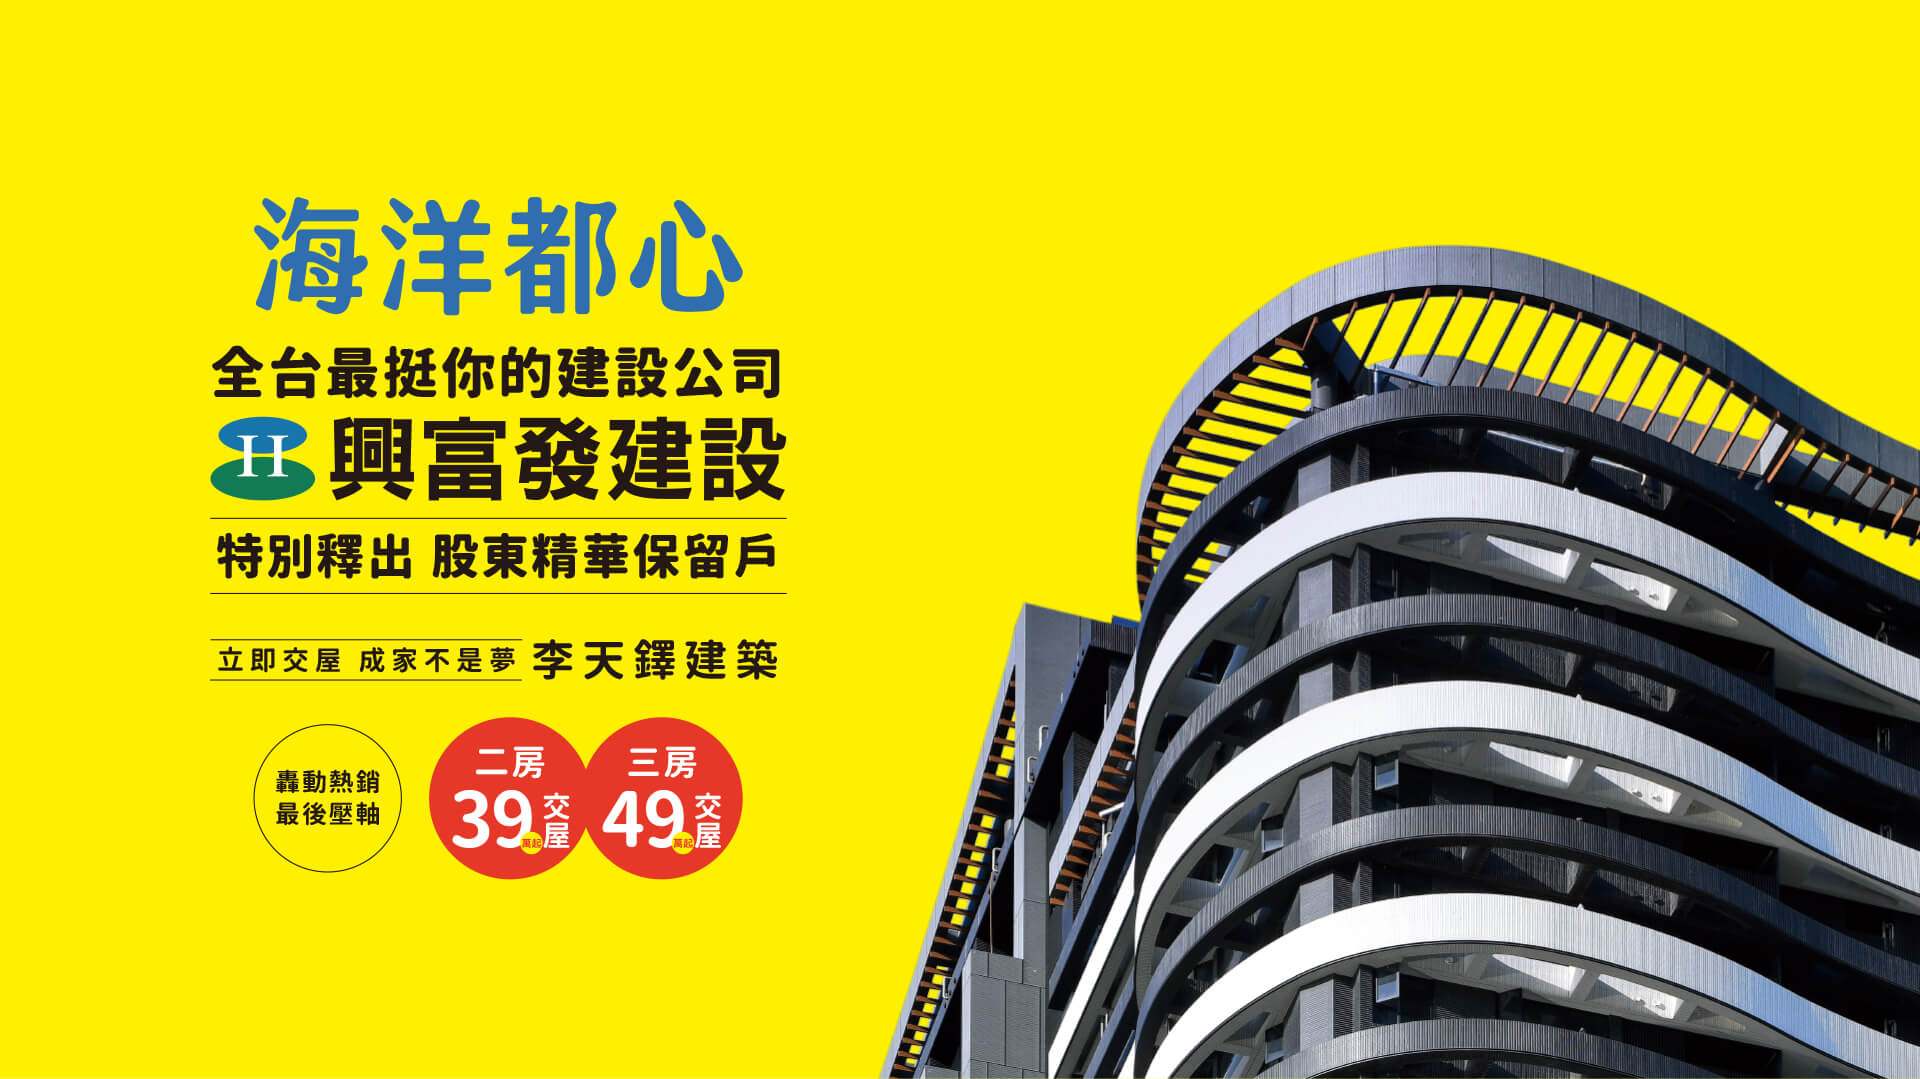 海洋都心
全台最挺你的建設公司
H 興富發建設
特別釋出 股東精華保留戶
立即交屋 成家不是夢 李天鐸建築
轟動熱銷
最後壓軸
二房
39萬起交屋
三房
49萬起交屋